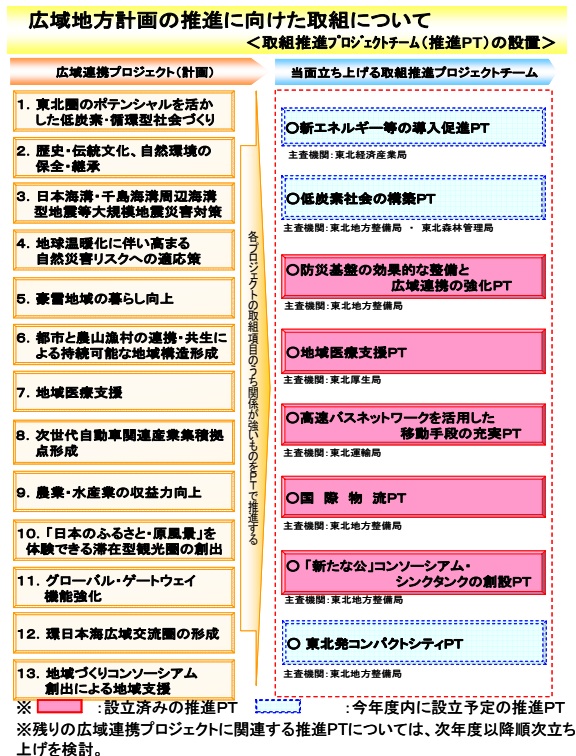 広域地方計画の推進に向けた取組について
＜取組推進プロジェクトチーム（推進PT）の設置＞
広域連携プロジェクト（計画）
当面立ち上げる取組推進プロジェクトチーム
1. 東北圏のポテンシャルを活か
した低炭素・循環型社会づくり
2. 歴史・伝統文化、自然環境の
保全・継承
3. 日本海溝・千島海溝周辺海溝
型地震等大規模地震災害対策
4. 地球温暖化に伴い高まる
自然災害リスクへの適応策
5. 豪雪地域の暮らし向上
6. 都市と農山漁村の連携・共生に
よる持続可能な地域構造形成
7. 地域医療支援
8. 次世代自動車関連産業集積拠
点形成
9. 農業・水産業の収益力向上
10. 「日本のふるさと・原風景」を
体験できる滞在型観光圏の創出
11. グローバル・ゲートウェイ
機能強化
12. 環日本海広域交流圏の形成
13. 地域づくりコンソーシアム
創出による地域支援
各プロジェクトの取組項目のうち関係が強いものをPTで推進する
○新エネルギー等の導入促進PT
主査機関：東北経済産業局
○低炭素社会の構築PT
主査機関：東北地方整備局 ・ 東北森林管理局
○防災基盤の効果的な整備と
広域連携の強化PT
主査機関：東北地方整備局
○地域医療支援PT
主査機関：東北厚生局
○高速バスネットワークを活用した
移動手段の充実PT
主査機関：東北運輸局
○国 際 物 流PT
主査機関：東北地方整備局
○「新たな公」コンソーシアム・
シンクタンクの創設PT
主査機関：東北地方整備局
○ 東北発コンパクトシティPT
主査機関：東北地方整備局
※ ：設立済みの推進PT ：今年度内に設立予定の推進PT
※残りの広域連携プロジェクトに関連する推進PTについては、次年度以降順次立ち
上げを検討。